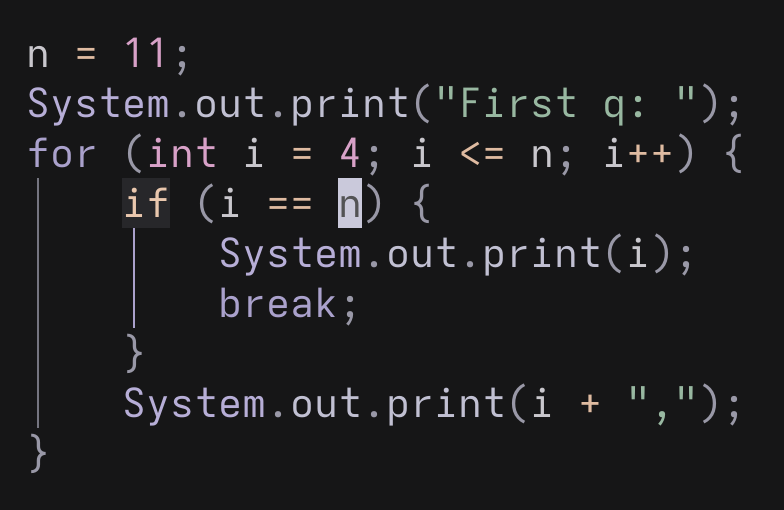 n = 11;
System.out.print("First q: ");
for (int i = 4; i <= n; i++) {
    if (i == n) {
        System.out.print(i);
        break;
    }
    System.out.print(i + ",");
}